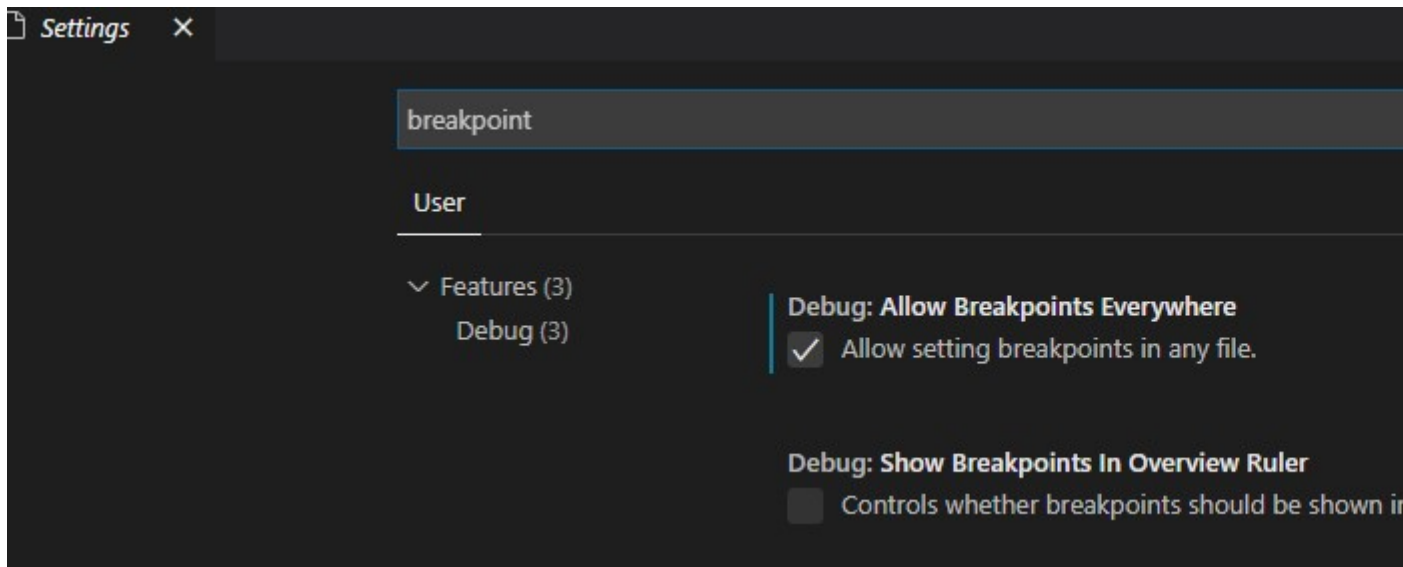 Settings
breakpoint
User
Features (3)
Debug (3)
Debug: Allow Breakpoints Everywhere
Allow setting breakpoints in any file.
Debug: Show Breakpoints In Overview Ruler
Controls whether breakpoints should be shown